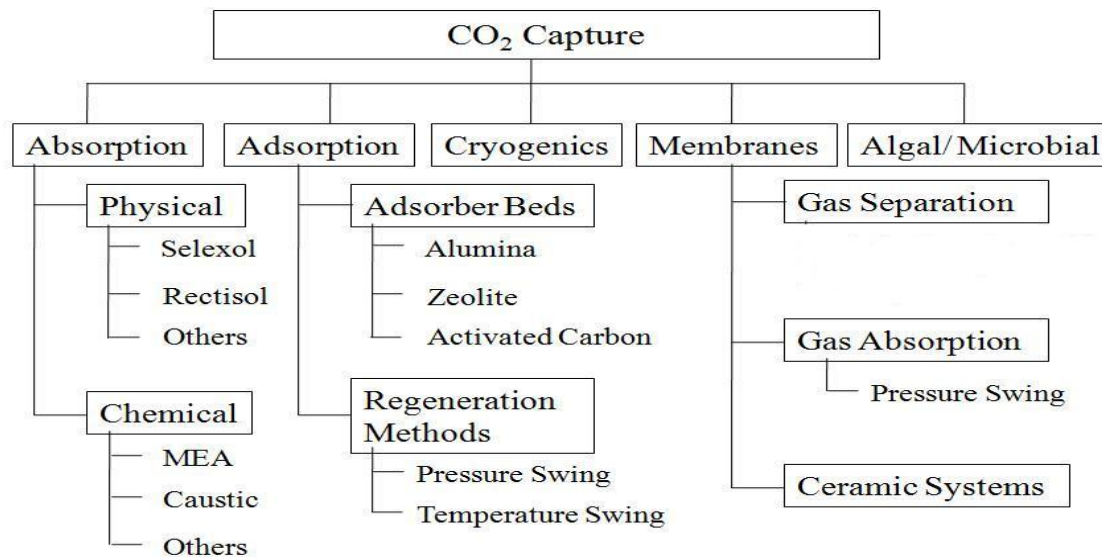 CO₂ Capture
Absorption
Adsorption
Cryogenics
Membranes
Algal/Microbial
Physical
Selexol
Rectisol
Others
Chemical
MEA
Caustic
Others
Adsorber Beds
Alumina
Zeolite
Activated Carbon
Regeneration
Methods
Pressure Swing
Temperature Swing
Gas Separation
Gas Absorption
Pressure Swing
Ceramic Systems